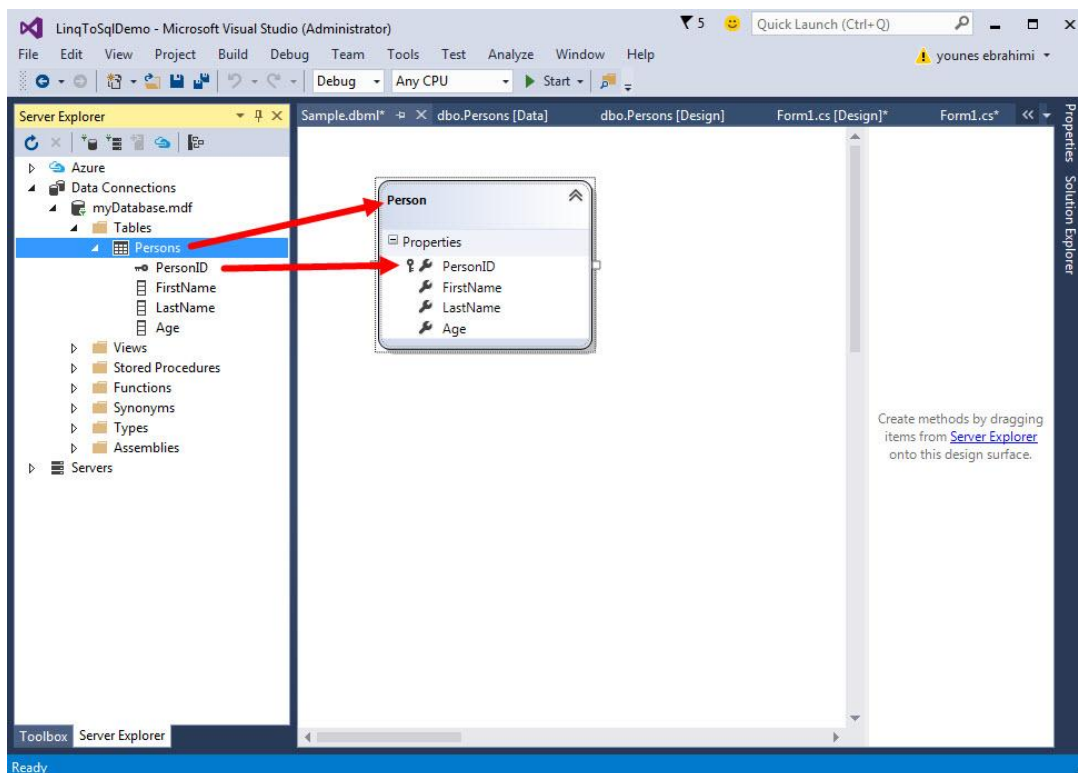 LinqToSqlDemo - Microsoft Visual Studio (Administrator)
5
Quick Launch (Ctrl+Q)
File Edit View Project Build Debug Team Tools Test Analyze Window Help
younes ebrahimi
Debug Any CPU Start
Server Explorer
Sample.dbml* dbo.Persons [Data] dbo.Persons [Design] Form1.cs [Design]* Form1.cs*
Properties
Solution Explorer
Azure
Data Connections
myDatabase.mdf
Tables
Persons
PersonID
FirstName
LastName
Age
Views
Stored Procedures
Functions
Synonyms
Types
Assemblies
Servers
Person
Properties
PersonID
FirstName
LastName
Age
Create methods by dragging
items from Server Explorer
onto this design surface.
Toolbox Server Explorer
Ready